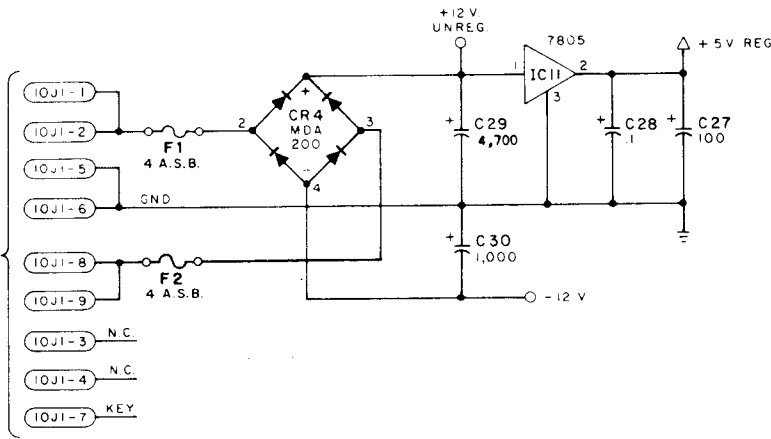 +12 V.
UNREG.
7805
+ 5V REG
1
IC11
2
3
10J1-1
10J1-2
F1
4 A.S.B.
2
+
CR4
MDA
200
3
-
4
+
C29
4,700
+
C28
.1
+
C27
100
10J1-5
10J1-6
GND
+
C30
1,000
10J1-8
F2
4 A.S.B.
10J1-9
-12 V
10J1-3
N.C.
10J1-4
N.C.
10J1-7
KEY